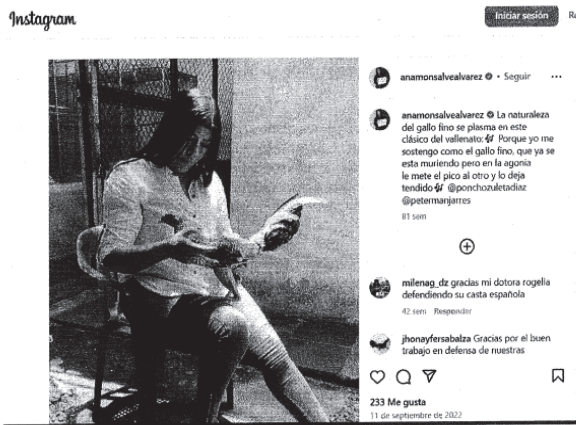 Instagram
Iniciar sesión
anamonsalvealvarez • Seguir ...
anamonsalvealvarez La naturaleza
del gallo fino se plasma en este
clásico del vallenato: Porque yo me
sostengo como el gallo fino, que ya se
esta muriendo pero en la agonia
le mete el pico al otro y lo deja
tendido @ponchozuletadiaz
@petermanjarres
81 sem
milenag_dz gracias mi dotora rogelia
defendiendo su casta española
42 sem Responder
jhonayfersabalza Gracias por el buen
trabajo en defensa de nuestras
233 Me gusta
11 de septiembre de 2022